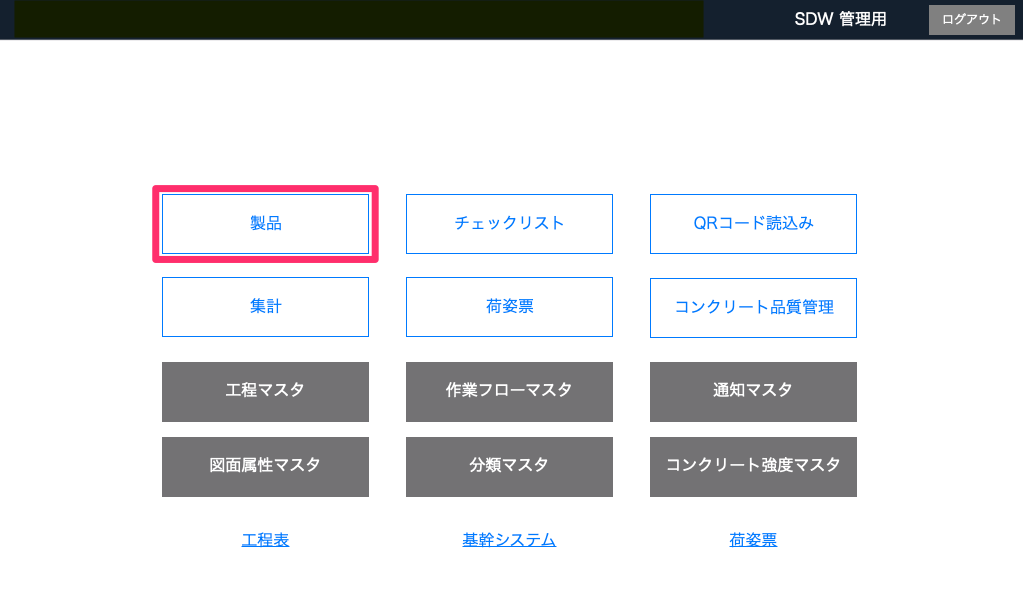 SDW 管理用
ログアウト
製品
チェックリスト
QRコード読込み
集計
荷姿票
コンクリート品質管理
工程マスタ
作業フローマスタ
通知マスタ
図面属性マスタ
分類マスタ
コンクリート強度マスタ
工程表
基幹システム
荷姿票